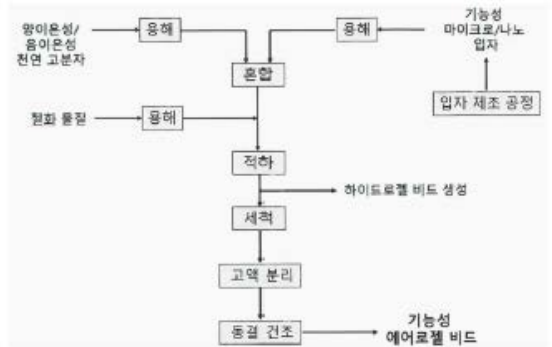 양이온성/
음이온성
천연 고분자
용해
용해
기능성
마이크로/나노
입자
혼합
입자 제조 공정
젤화 물질
용해
적하
하이드로젤 비드 생성
세척
고액 분리
동결 건조
기능성
에어로젤 비드